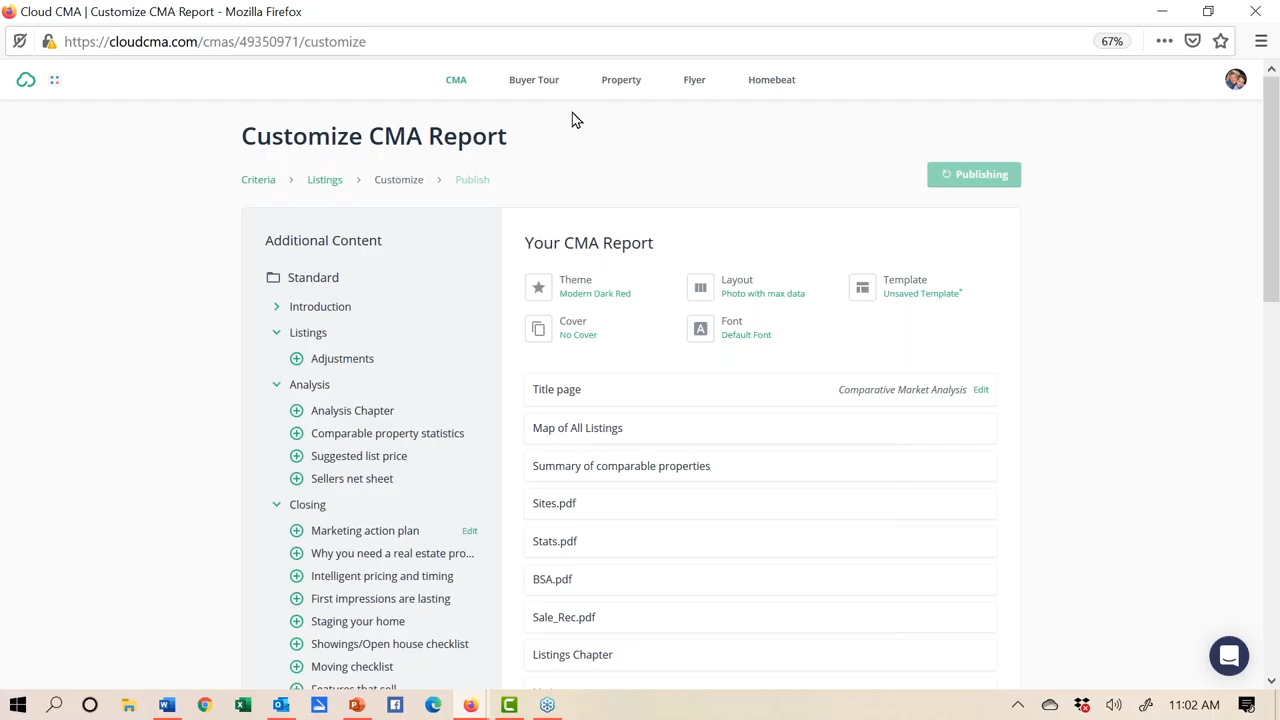 Cloud CMA | Customize CMA Report - Mozilla Firefox
https://cloudcma.com/cmas/49350971/customize
67%
CMA
Buyer Tour
Property
Flyer
Homebeat
Customize CMA Report
Criteria > Listings > Customize > Publish
Publishing
Additional Content
Standard
Introduction
Listings
Adjustments
Analysis
Analysis Chapter
Comparable property statistics
Suggested list price
Sellers net sheet
Closing
Marketing action plan Edit
Why you need a real estate pro...
Intelligent pricing and timing
First impressions are lasting
Staging your home
Showings/Open house checklist
Moving checklist
Features that sell
Your CMA Report
Theme
Modern Dark Red
Layout
Photo with max data
Template
Unsaved Template*
Cover
No Cover
Font
Default Font
Title page Comparative Market Analysis Edit
Map of All Listings
Summary of comparable properties
Sites.pdf
Stats.pdf
BSA.pdf
Sale_Rec.pdf
Listings Chapter
11:02 AM